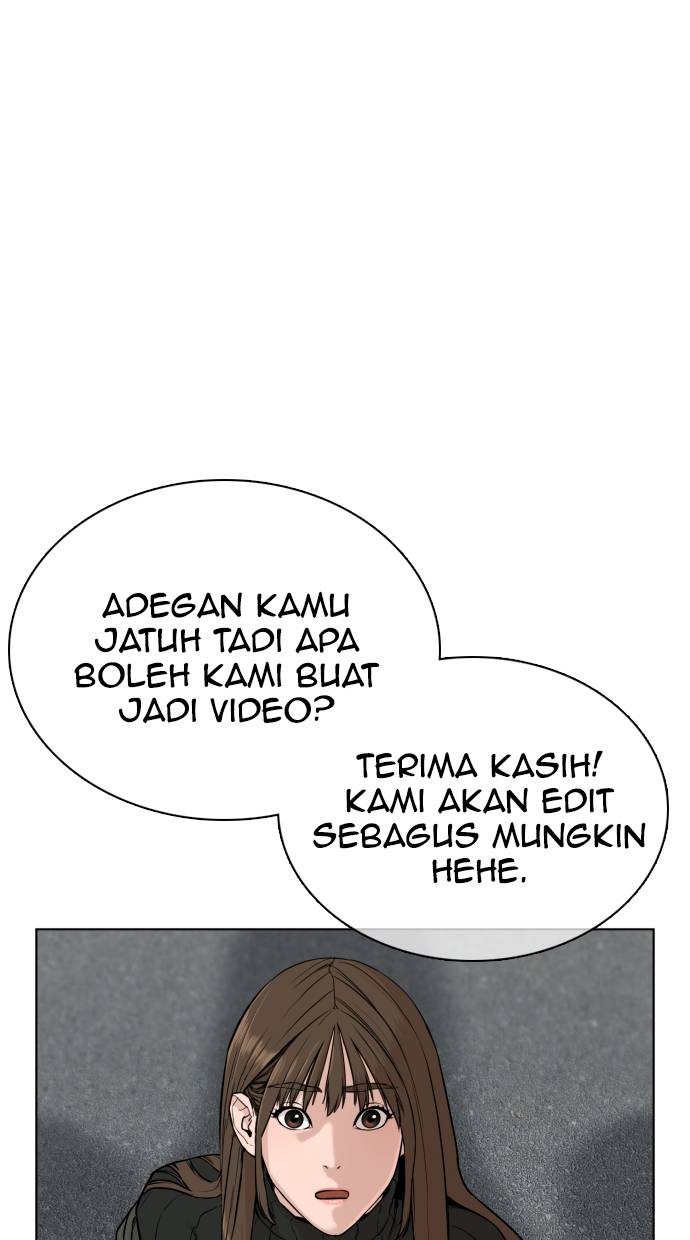 ADEGAN KAMU
JATUH TADI APA
BOLEH KAMI BUAT
JADI VIDEO?
TERIMA KASIH!
KAMI AKAN EDIT
SEBAGUS MUNGKIN
HEHE.